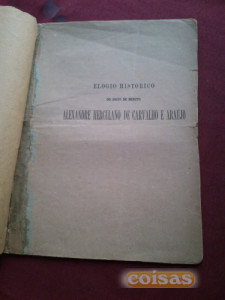 ELOGIO HISTORICO
ALEXANDRE HERCULANO DE CARVALHO E ARAUJO
coisas